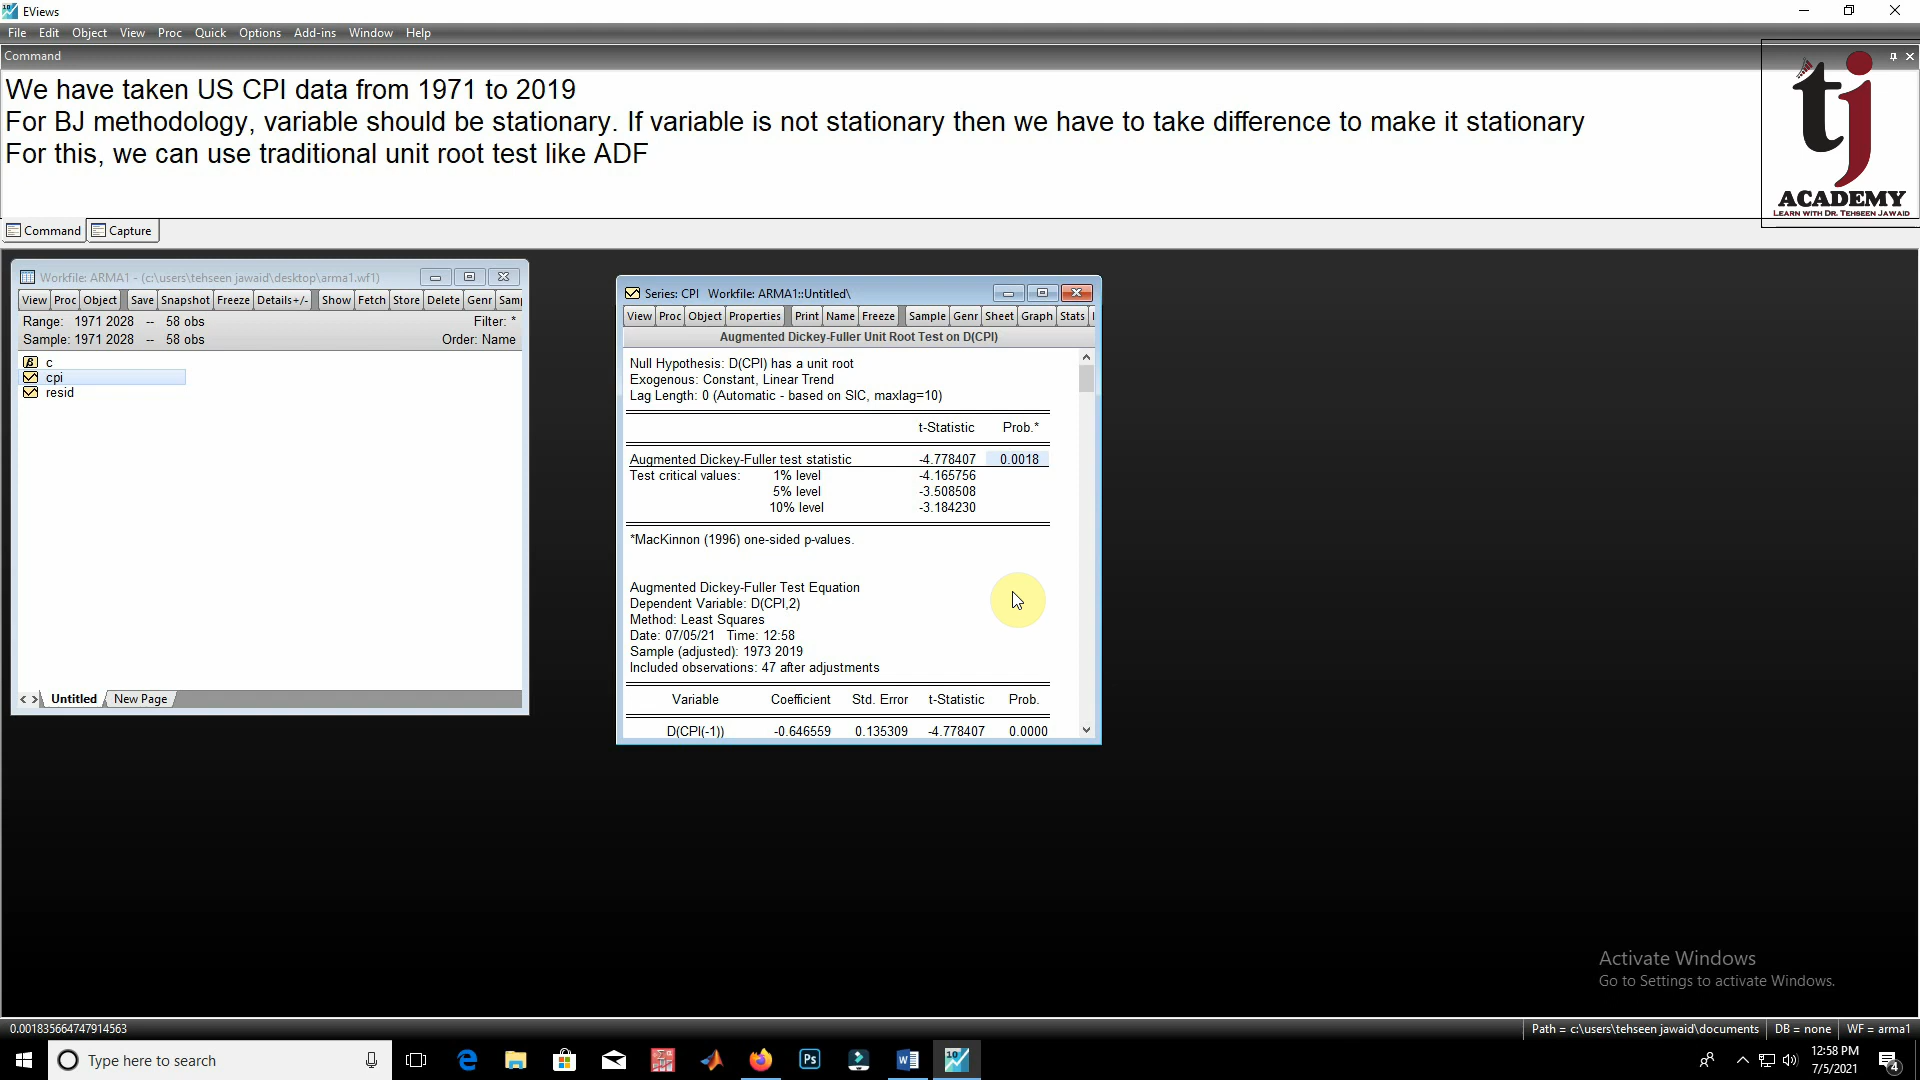 EViews
File Edit Object View Proc Quick Options Add-ins Window Help
Command
We have taken US CPI data from 1971 to 2019
For BJ methodology, variable should be stationary. If variable is not stationary then we have to take difference to make it stationary
For this, we can use traditional unit root test like ADF
tj
ACADEMY
LEARN WITH DR. TEHSEEN JAWAID
Command Capture
Workfile: ARMA1 - (c:\users\tehseen jawaid\desktop\arma1.wf1)
View Proc Object Save Snapshot Freeze Details+/- Show Fetch Store Delete Genr Sam
Range: 1971 2028 -- 58 obs Filter: *
Sample: 1971 2028 -- 58 obs Order: Name
c
cpi
resid
Untitled New Page
Series: CPI Workfile: ARMA1::Untitled\
View Proc Object Properties Print Name Freeze Sample Genr Sheet Graph Stats
Augmented Dickey-Fuller Unit Root Test on D(CPI)
Null Hypothesis: D(CPI) has a unit root
Exogenous: Constant, Linear Trend
Lag Length: 0 (Automatic - based on SIC, maxlag=10)
t-Statistic Prob.*
Augmented Dickey-Fuller test statistic -4.778407 0.0018
Test critical values: 1% level -4.165756
5% level -3.508508
10% level -3.184230
*MacKinnon (1996) one-sided p-values.
Augmented Dickey-Fuller Test Equation
Dependent Variable: D(CPI,2)
Method: Least Squares
Date: 07/05/21 Time: 12:58
Sample (adjusted): 1973 2019
Included observations: 47 after adjustments
Variable Coefficient Std. Error t-Statistic Prob.
D(CPI(-1)) -0.646559 0.135309 -4.778407 0.0000
Activate Windows
Go to Settings to activate Windows.
0.001835664747914563
Path = c:\users\tehseen jawaid\documents DB = none WF = arma1
Type here to search
Ps
10
12:58 PM
7/5/2021
4